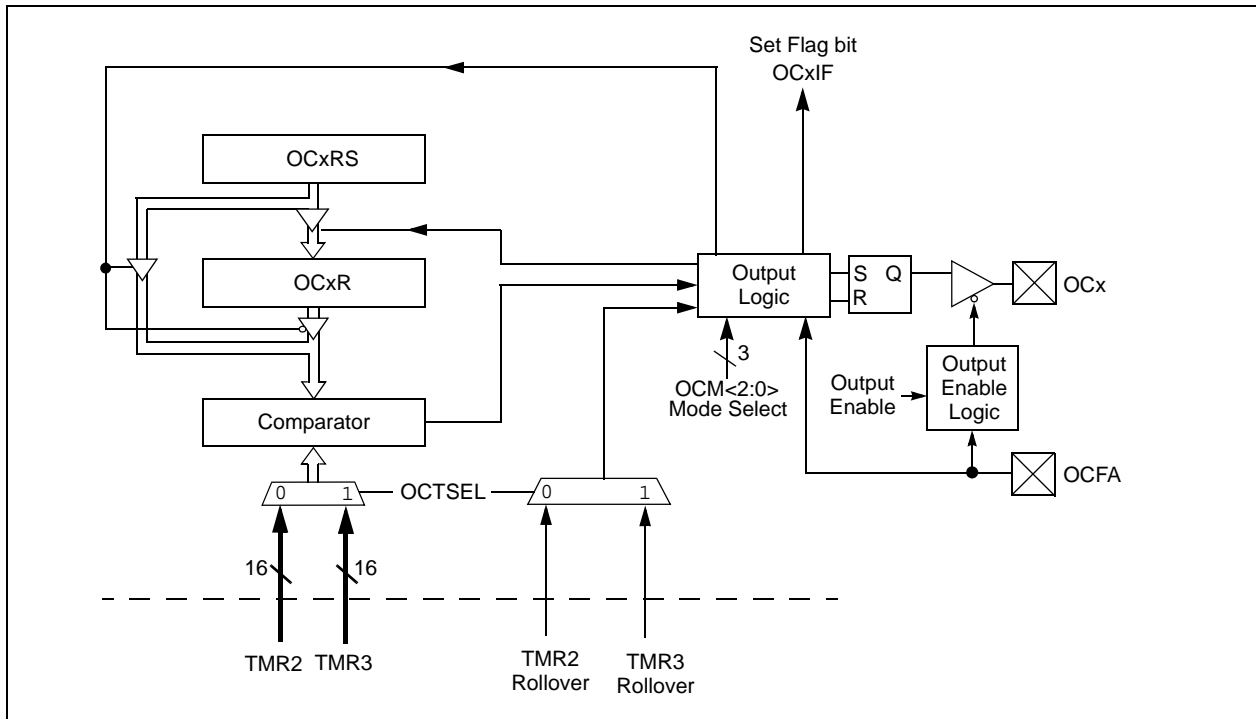 Set Flag bit
OCxIF
OCxRS
OCxR
Output
Logic
S Q
R
OCx
3
OCM<2:0>
Mode Select
Output
Enable
Output
Enable
Logic
Comparator
OCFA
0 1
OCTSEL
0 1
16
16
TMR2
TMR3
TMR2
Rollover
TMR3
Rollover